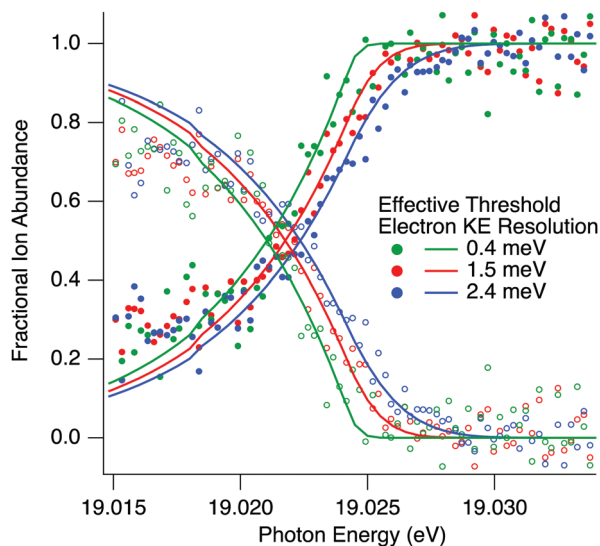 Fractional Ion Abundance
1.0
0.8
0.6
0.4
0.2
0.0
Effective Threshold
Electron KE Resolution
0.4 meV
1.5 meV
2.4 meV
19.015 19.020 19.025 19.030
Photon Energy (eV)